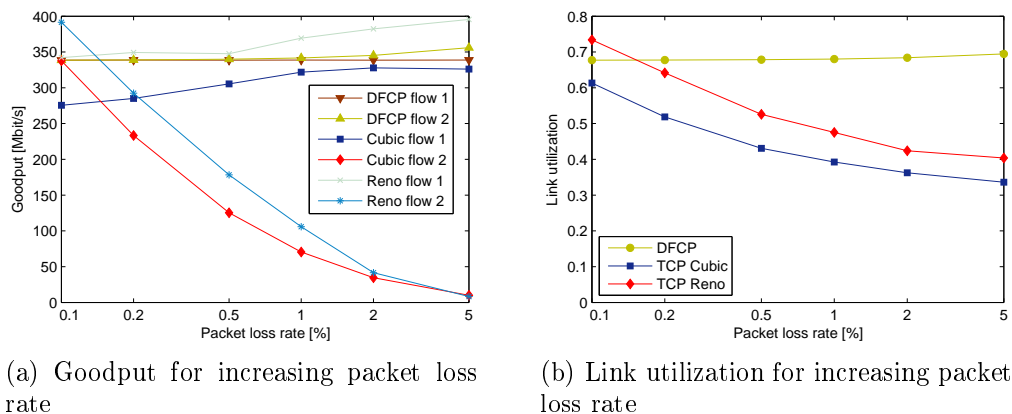 400
350
300
250
200
150
100
50
0
Goodput [Mbit/s]
0.1 0.2 0.5 1 2 5
Packet loss rate [%]
DFCP flow 1
DFCP flow 2
Cubic flow 1
Cubic flow 2
Reno flow 1
Reno flow 2
(a) Goodput for increasing packet loss
rate
0.8
0.7
0.6
0.5
0.4
0.3
0.2
0.1
0
Link utilization
0.1 0.2 0.5 1 2 5
Packet loss rate [%]
DFCP
TCP Cubic
TCP Reno
(b) Link utilization for increasing packet
loss rate